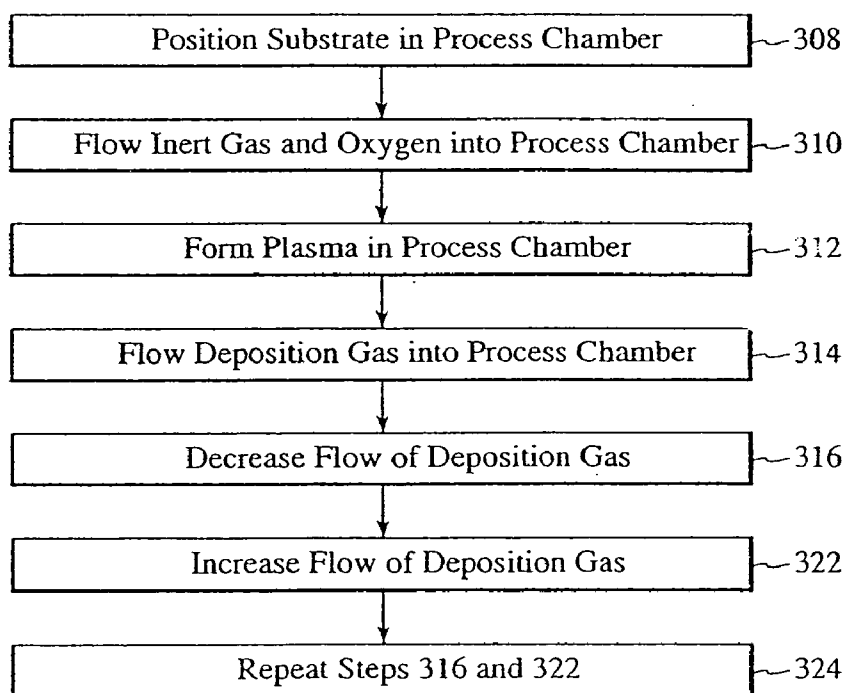 Position Substrate in Process Chamber 308
Flow Inert Gas and Oxygen into Process Chamber 310
Form Plasma in Process Chamber 312
Flow Deposition Gas into Process Chamber 314
Decrease Flow of Deposition Gas 316
Increase Flow of Deposition Gas 322
Repeat Steps 316 and 322 324